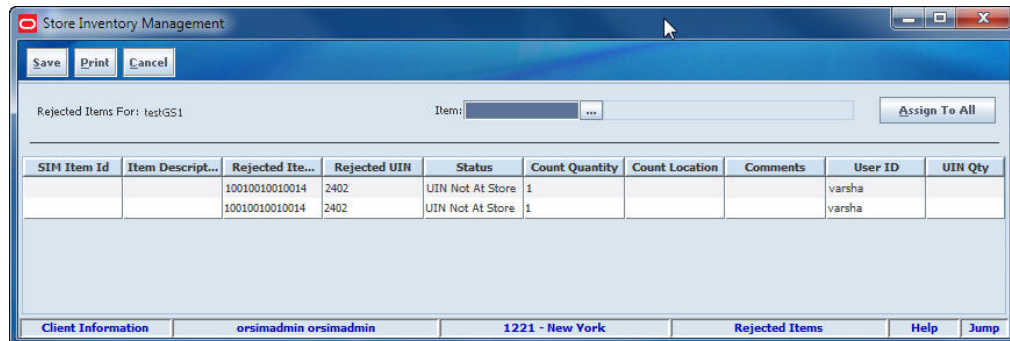 Store Inventory Management
Save Print Cancel
Rejected Items For: testGS1 Item: ... Assign To All
SIM Item Id Item Descript... Rejected Ite... Rejected UIN Status Count Quantity Count Location Comments User ID UIN Qty
10010010010014 2402 UIN Not At Store 1 varsha
10010010010014 2402 UIN Not At Store 1 varsha
Client Information orsimadmin orsimadmin 1221 - New York Rejected Items Help Jump